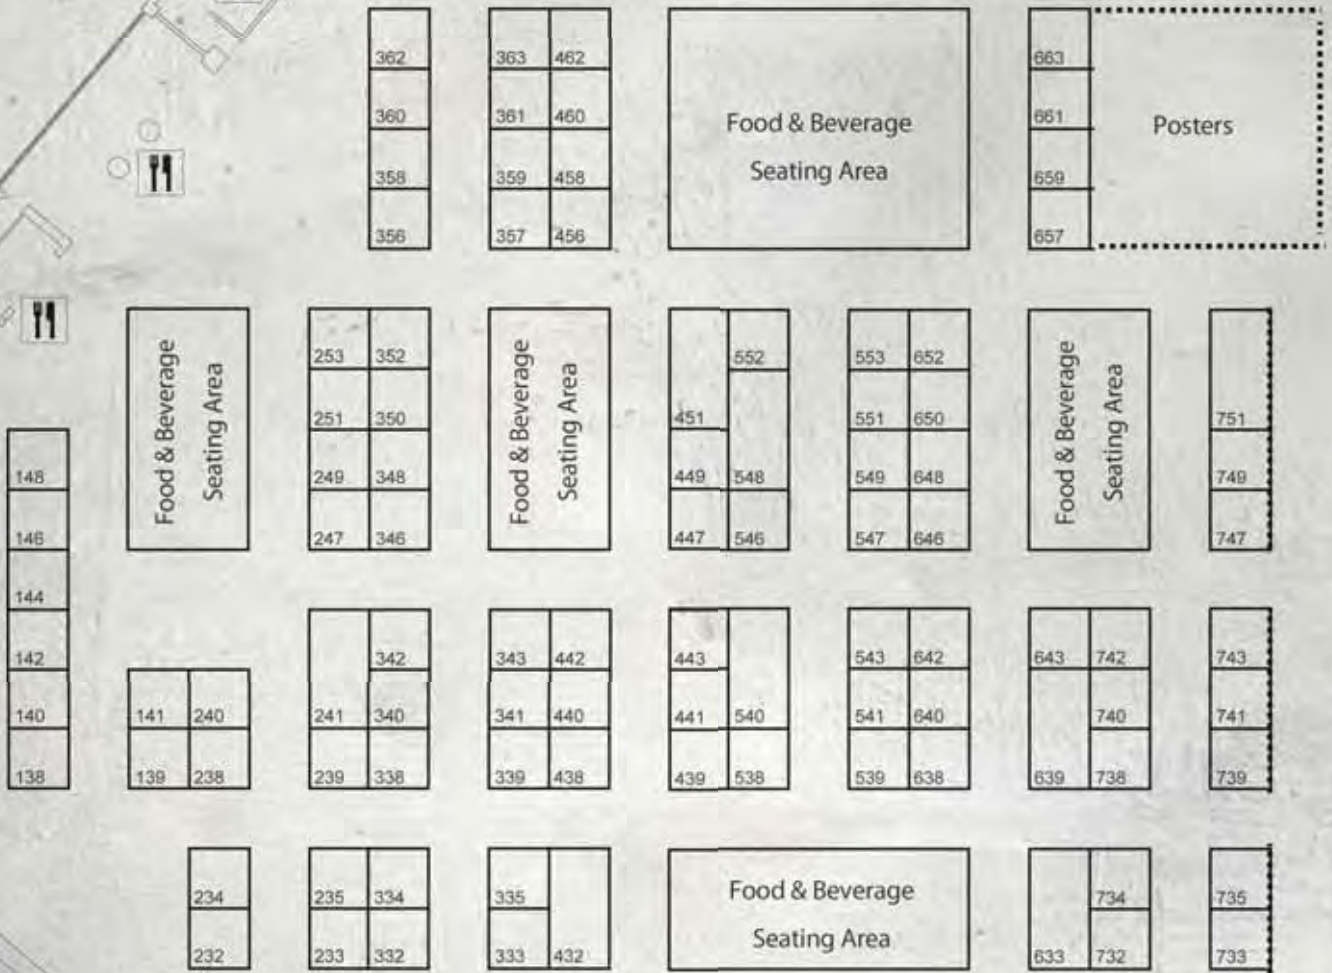 362 363 462 663
360 361 460 Food & Beverage 661 Posters
Seating Area
358 359 458 659
356 357 456 657
Food & Beverage
Seating Area
253 352
Food & Beverage
Seating Area
552 553 652
Food & Beverage
Seating Area
251 350 451 551 650 751
148 249 348 449 548 549 648 749
146 247 346 447 546 547 646 747
144
142 342 343 442 443 543 642 643 742 743
140 141 240 241 340 341 440 441 540 541 640 740 741
138 139 238 239 338 339 438 439 538 539 638 639 738 739
234 235 334 335 Food & Beverage 734 735
Seating Area
232 233 332 333 432 633 732 733